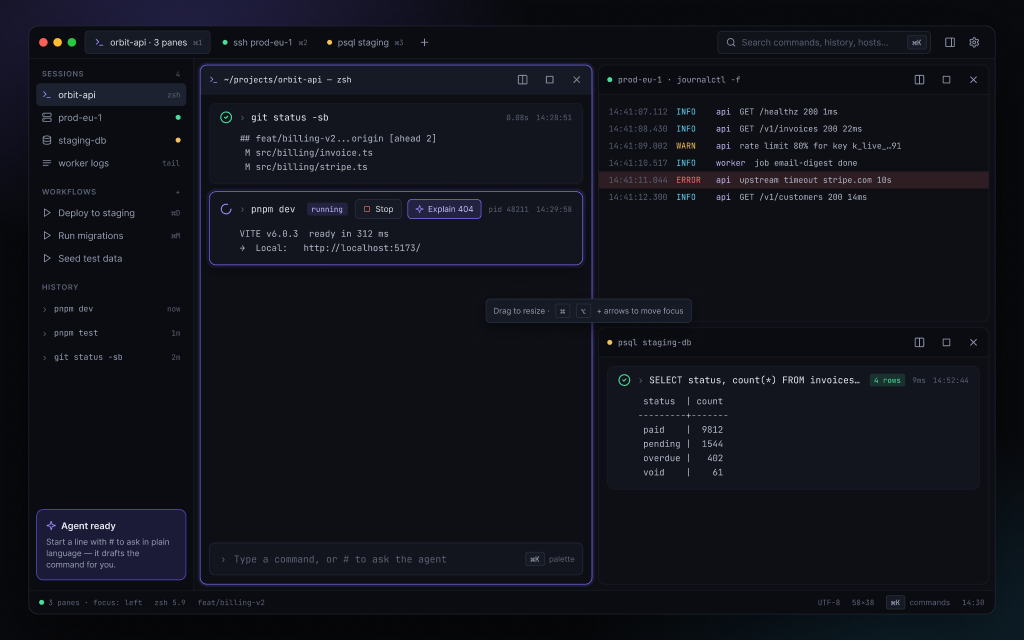 orbit-api · 3 panes ⌘1
ssh prod-eu-1 ⌘2
psql staging ⌘3
Search commands, history, hosts... ⌘K
SESSIONS 4
orbit-api zsh
prod-eu-1
staging-db
worker logs tail
WORKFLOWS +
Deploy to staging ⌘D
Run migrations ⌘M
Seed test data
HISTORY
› pnpm dev now
› pnpm test 1m
› git status -sb 2m
Agent ready
Start a line with # to ask in plain
language — it drafts the
command for you.
~/projects/orbit-api — zsh
› git status -sb 0.08s 14:28:51
## feat/billing-v2...origin [ahead 2]
M src/billing/invoice.ts
M src/billing/stripe.ts
› pnpm dev running Stop Explain 404 pid 48211 14:29:58
VITE v6.0.3 ready in 312 ms
➜ Local: http://localhost:5173/
Drag to resize · ⌘ ⌥ + arrows to move focus
› Type a command, or # to ask the agent ⌘K palette
prod-eu-1 · journalctl -f
14:41:07.112 INFO api GET /healthz 200 1ms
14:41:08.430 INFO api GET /v1/invoices 200 22ms
14:41:09.002 WARN api rate limit 80% for key k_live_…91
14:41:10.517 INFO worker job email-digest done
14:41:11.044 ERROR api upstream timeout stripe.com 10s
14:41:12.300 INFO api GET /v1/customers 200 14ms
psql staging-db
› SELECT status, count(*) FROM invoices… 4 rows 9ms 14:52:44
status | count
---------+-------
paid | 9812
pending | 1544
overdue | 402
void | 61
3 panes · focus: left zsh 5.9 feat/billing-v2
UTF-8 58×38 ⌘K commands 14:30